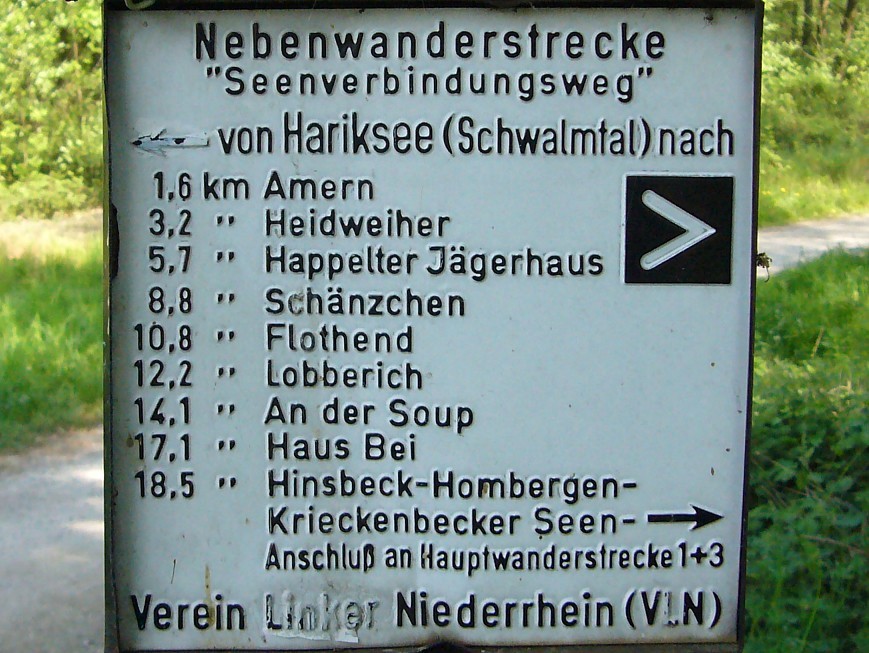 Nebenwanderstrecke
"Seenverbindungsweg"
von Hariksee (Schwalmtal) nach
1,6 km Amern
3,2 " Heidweiher
5,7 " Happelter Jägerhaus
8,8 " Schänzchen
10,8 " Flothend
12,2 " Lobberich
14,1 " An der Soup
17,1 " Haus Bei
18,5 " Hinsbeck-Hombergen-
Krieckenbecker Seen-
Anschluß an Hauptwanderstrecke 1+3
Verein Linker Niederrhein (VLN)